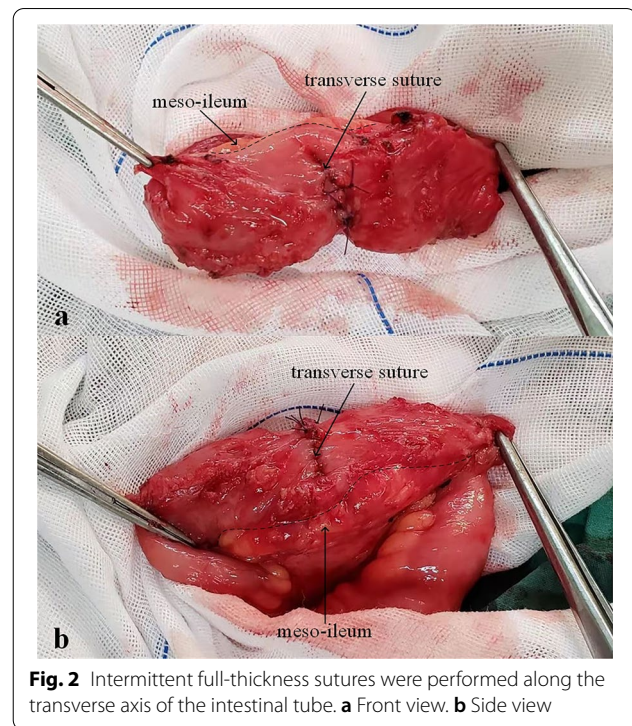 transverse suture
meso-ileum
a
transverse suture
meso-ileum
b
Fig. 2 Intermittent full-thickness sutures were performed along the
transverse axis of the intestinal tube. a Front view. b Side view